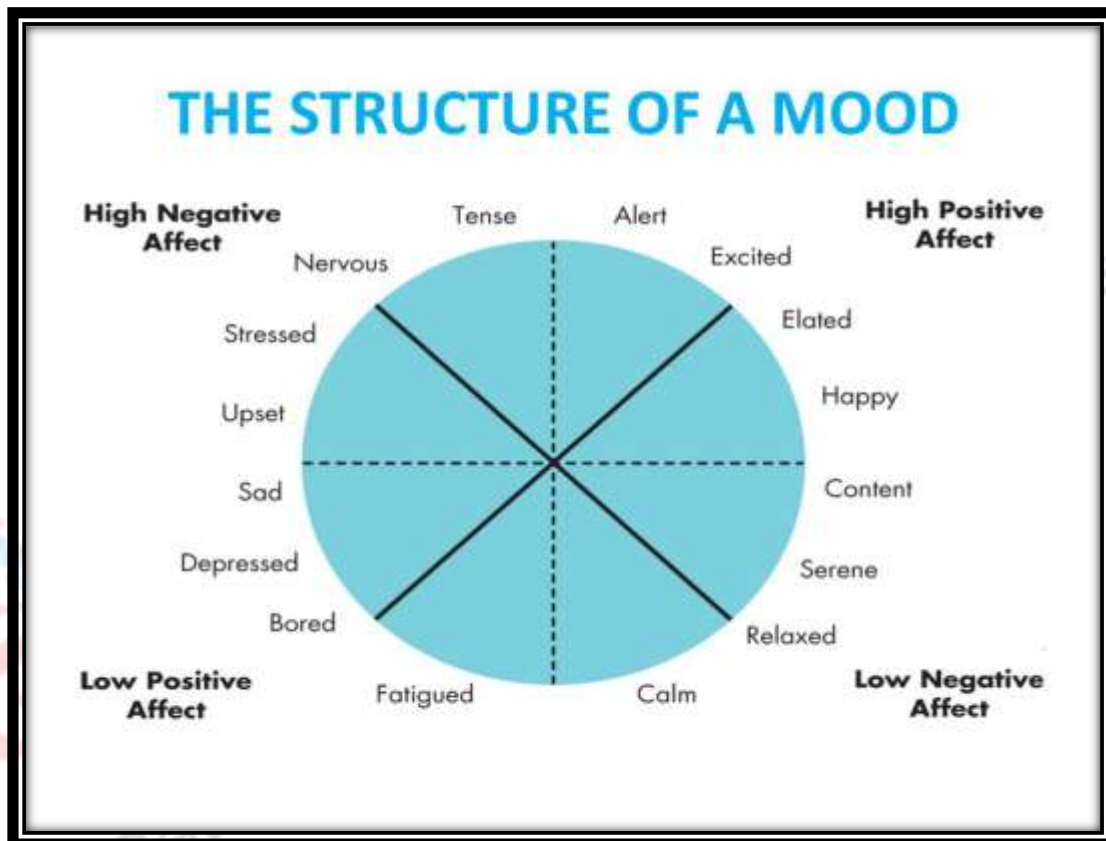 THE STRUCTURE OF A MOOD
High Negative
Affect
Tense
Alert
High Positive
Affect
Nervous
Excited
Stressed
Elated
Upset
Happy
Sad
Content
Depressed
Serene
Bored
Relaxed
Low Positive
Affect
Fatigued
Calm
Low Negative
Affect